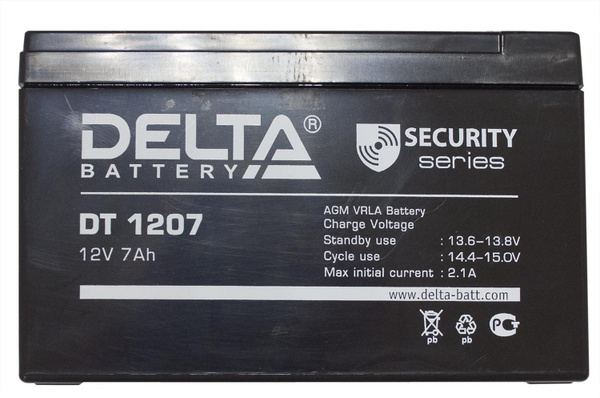 DELTA®
BATTERY
SECURITY
series
DT 1207
12V 7Ah
AGM VRLA Battery
Charge Voltage
Standby use : 13.6-13.8V
Cycle use : 14.4-15.0V
Max initial current : 2.1A
www.delta-batt.com
pb pb РСТ